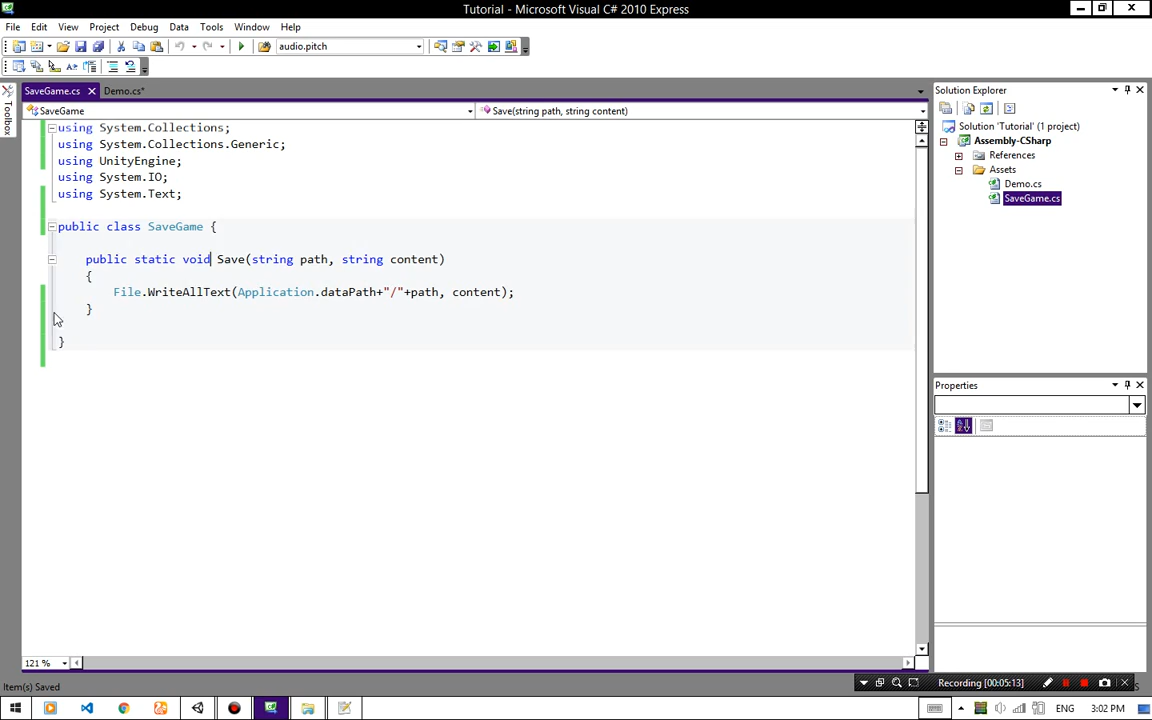 Tutorial - Microsoft Visual C# 2010 Express
File Edit View Project Debug Data Tools Window Help
audio.pitch
SaveGame.cs Demo.cs*
SaveGame
Save(string path, string content)
Toolbox
using System.Collections;
using System.Collections.Generic;
using UnityEngine;
using System.IO;
using System.Text;
public class SaveGame {
public static void Save(string path, string content)
{
File.WriteAllText(Application.dataPath+"/"+path, content);
}
}
121 %
Solution Explorer
Solution 'Tutorial' (1 project)
Assembly-CSharp
References
Assets
Demo.cs
SaveGame.cs
Properties
Item(s) Saved
Recording [00:05:13]
ENG 3:02 PM